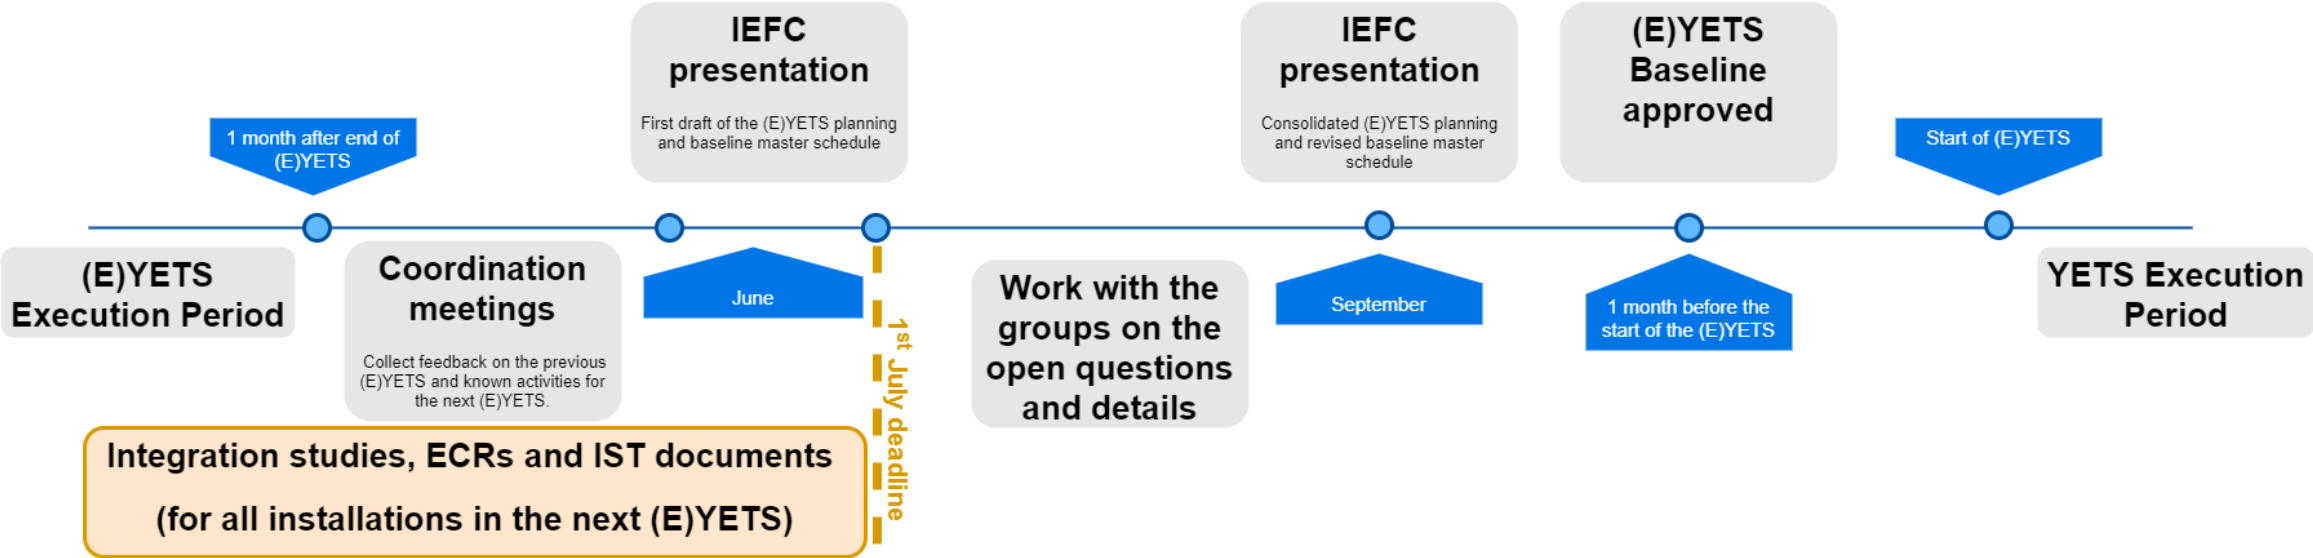 IEFC
presentation
First draft of the (E)YETS planning
and baseline master schedule
IEFC
presentation
Consolidated (E)YETS planning
and revised baseline master
schedule
(E)YETS
Baseline
approved
1 month after end of
(E)YETS
Start of (E)YETS
(E)YETS
Execution Period
Coordination
meetings
Collect feedback on the previous
(E)YETS and known activities for
the next (E)YETS.
June
1st July deadline
Work with the
groups on the
open questions
and details
September
1 month before the
start of the (E)YETS
YETS Execution
Period
Integration studies, ECRs and IST documents
(for all installations in the next (E)YETS)